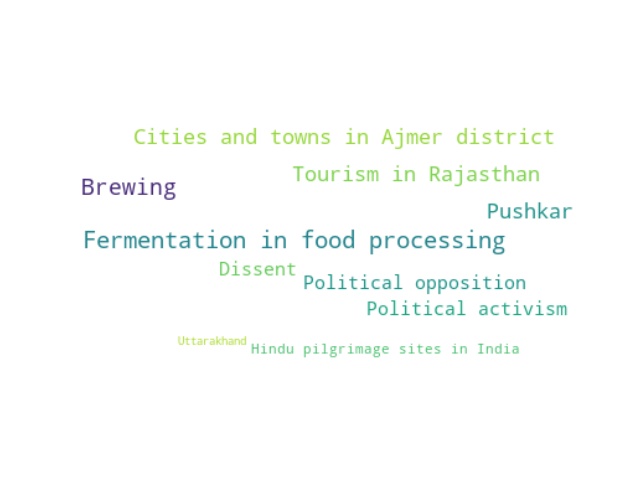 Cities and towns in Ajmer district
Tourism in Rajasthan
Brewing
Pushkar
Fermentation in food processing
Dissent
Political opposition
Political activism
Uttarakhand
Hindu pilgrimage sites in India